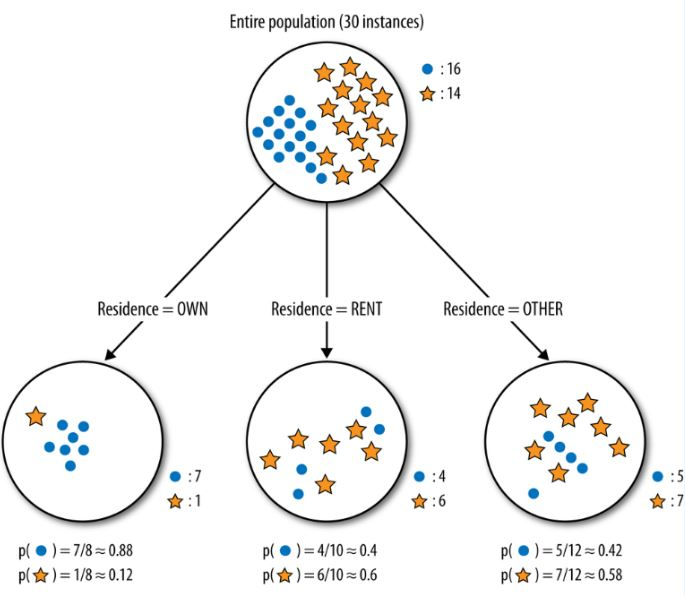 Entire population (30 instances)
: 16
: 14
Residence = OWN
Residence = RENT
Residence = OTHER
: 7
: 1
: 4
: 6
: 5
: 7
p( ) = 7/8 ≈ 0.88
p( ) = 1/8 ≈ 0.12
p( ) = 4/10 ≈ 0.4
p( ) = 6/10 ≈ 0.6
p( ) = 5/12 ≈ 0.42
p( ) = 7/12 ≈ 0.58